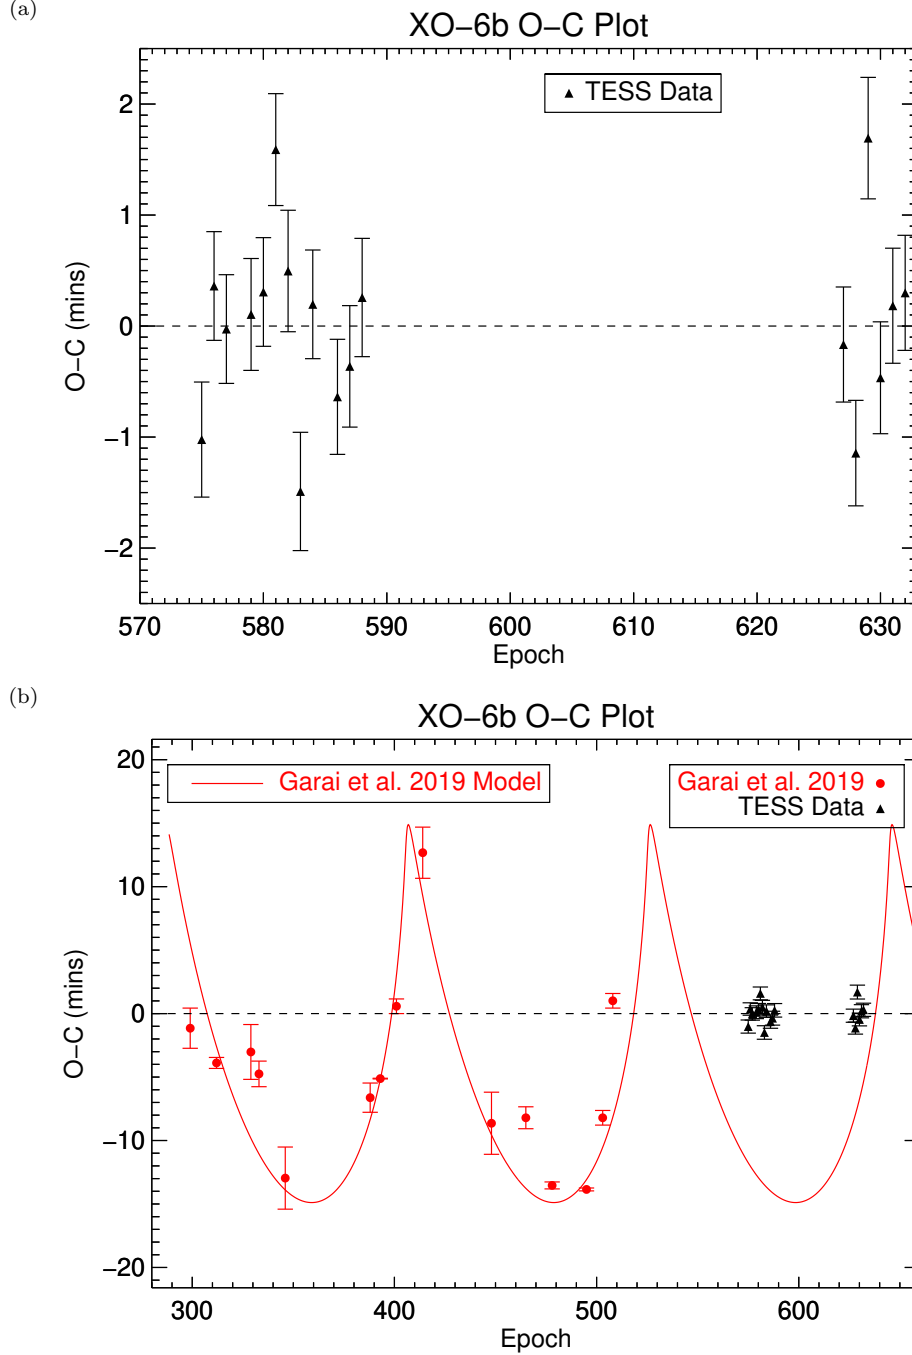 (a)
XO−6b O−C Plot
TESS Data
2
1
0
−1
−2
O−C (mins)
570 580 590 600 610 620 630
Epoch
(b)
XO−6b O−C Plot
Garai et al. 2019 Model
Garai et al. 2019
TESS Data
20
10
0
−10
−20
O−C (mins)
300 400 500 600
Epoch